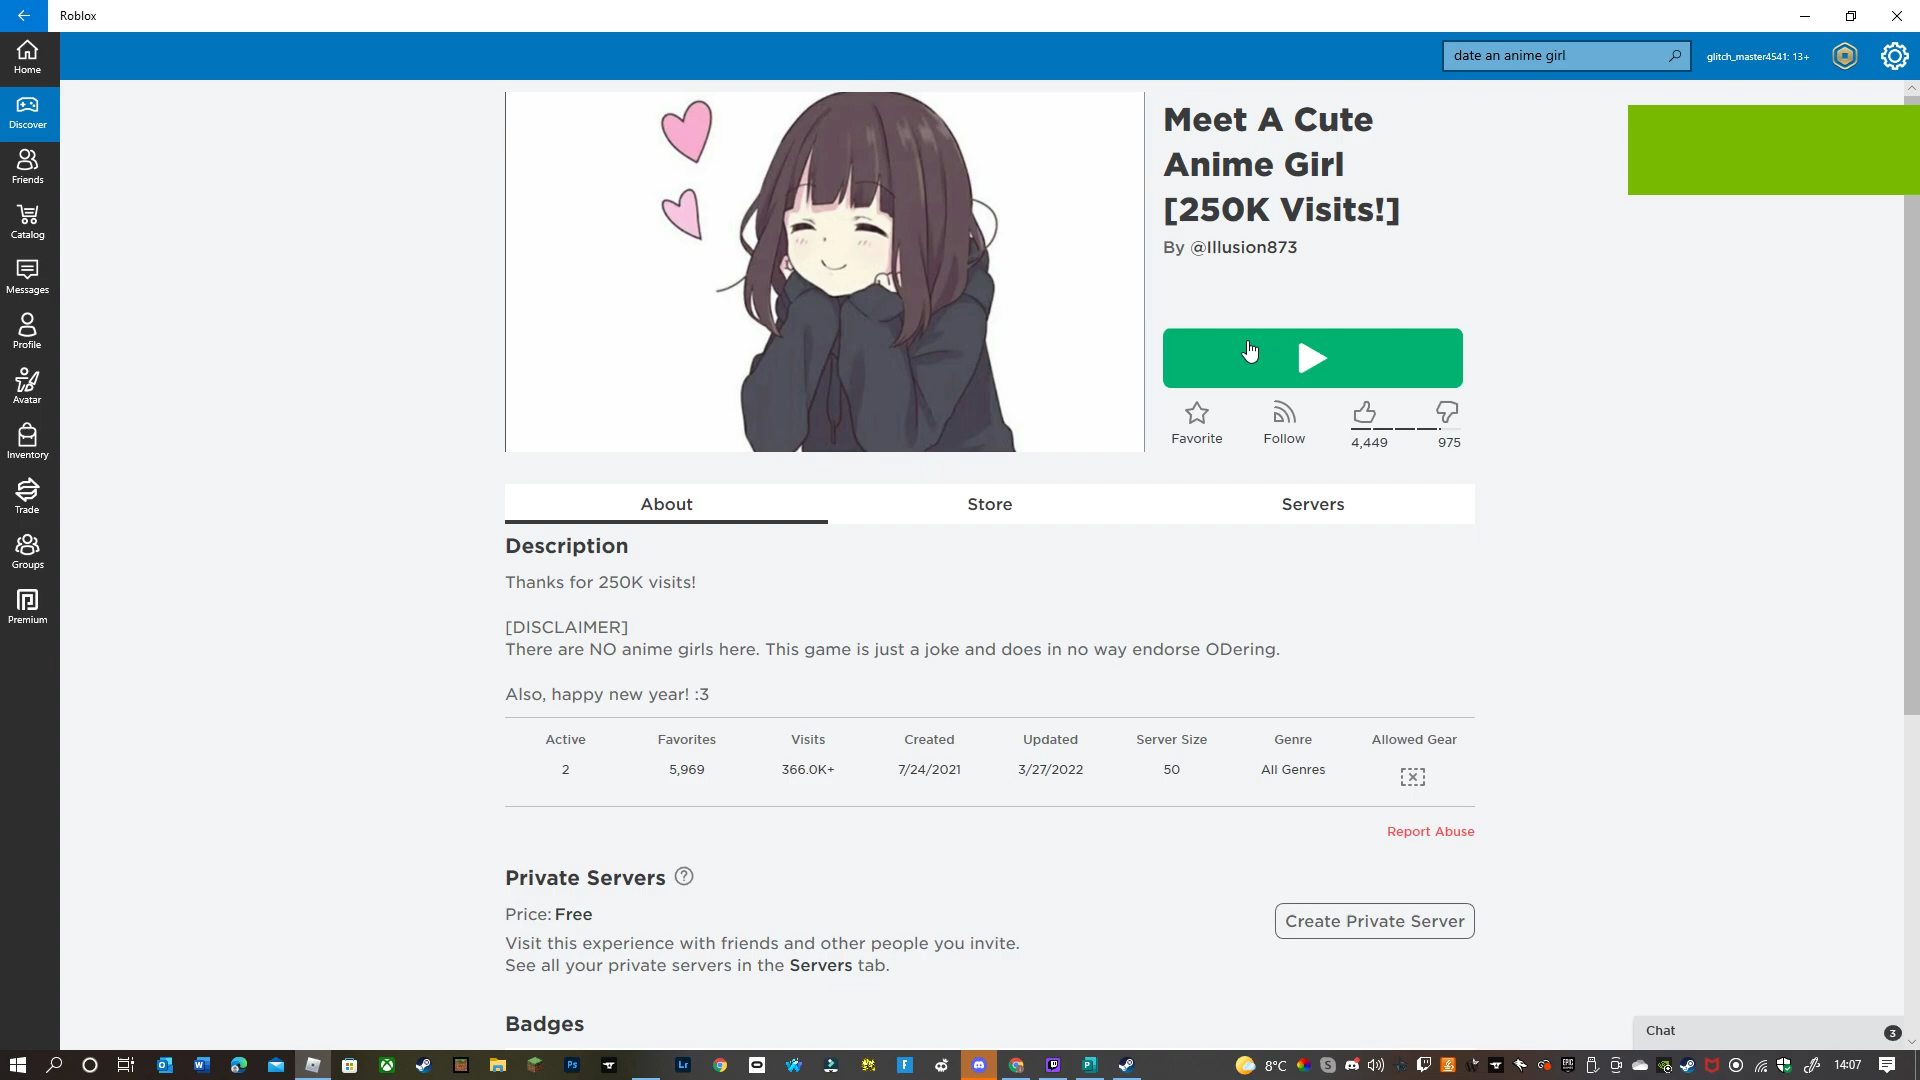 Roblox
Home
date an anime girl
glitch_master4541: 13+
Discover
Friends
Catalog
Messages
Profile
Avatar
Inventory
Trade
Groups
Premium
Meet A Cute
Anime Girl
[250K Visits!]
By @Illusion873
Favorite
Follow
4,449
975
About
Store
Servers
Description
Thanks for 250K visits!
[DISCLAIMER]
There are NO anime girls here. This game is just a joke and does in no way endorse ODering.
Also, happy new year! :3
Active Favorites Visits Created Updated Server Size Genre Allowed Gear
2 5,969 366.0K+ 7/24/2021 3/27/2022 50 All Genres
Report Abuse
Private Servers
Price: Free
Create Private Server
Visit this experience with friends and other people you invite.
See all your private servers in the Servers tab.
Badges
Chat 3
8°C 14:07